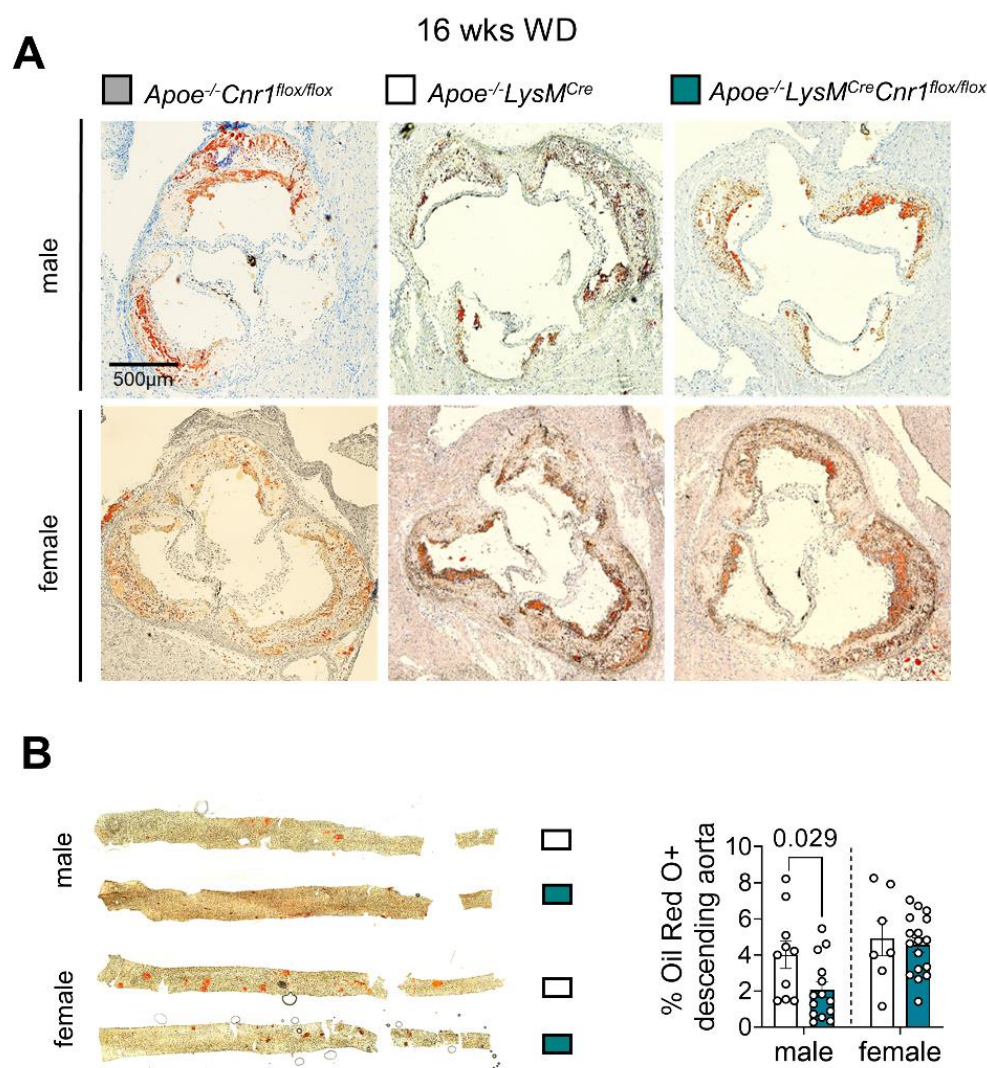 16 wks WD
A
Apoe-/-Cnr1flox/flox
Apoe-/-LysMCre
Apoe-/-LysMCreCnr1flox/flox
male
500µm
female
B
male
female
% Oil Red O+
descending aorta
10
8
6
4
2
0
0.029
male
female